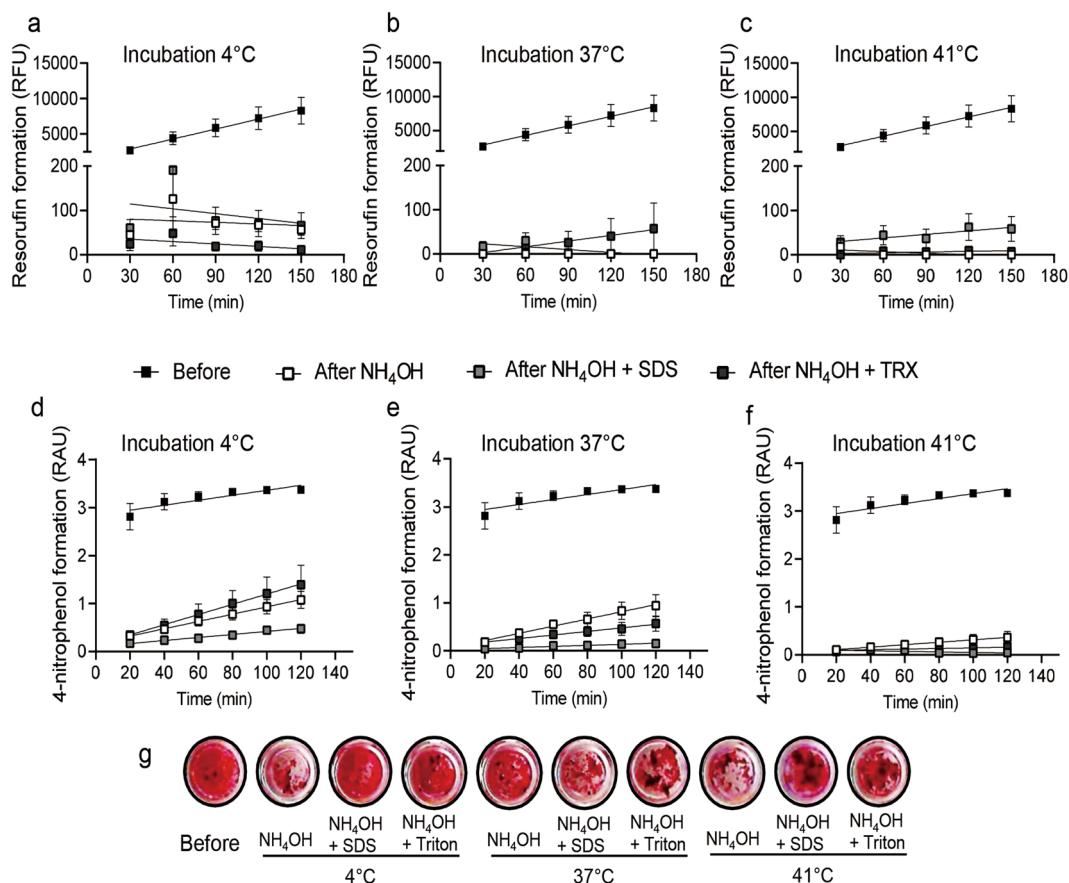 a
Incubation 4°C
Resorufin formation (RFU)
15000
10000
5000
200
100
0
0 30 60 90 120 150 180
Time (min)
b
Incubation 37°C
Resorufin formation (RFU)
15000
10000
5000
200
100
0
0 30 60 90 120 150 180
Time (min)
c
Incubation 41°C
Resorufin formation (RFU)
15000
10000
5000
200
100
0
0 30 60 90 120 150 180
Time (min)
Before
After NH₄OH
After NH₄OH + SDS
After NH₄OH + TRX
d
Incubation 4°C
4-nitrophenol formation (RAU)
4
3
2
1
0
0 20 40 60 80 100 120 140
Time (min)
e
Incubation 37°C
4-nitrophenol formation (RAU)
4
3
2
1
0
0 20 40 60 80 100 120 140
Time (min)
f
Incubation 41°C
4-nitrophenol formation (RAU)
4
3
2
1
0
0 20 40 60 80 100 120 140
Time (min)
g
Before
NH₄OH
NH₄OH
+ SDS
NH₄OH
+ Triton
4°C
NH₄OH
NH₄OH
+ SDS
NH₄OH
+ Triton
37°C
NH₄OH
NH₄OH
+ SDS
NH₄OH
+ Triton
41°C